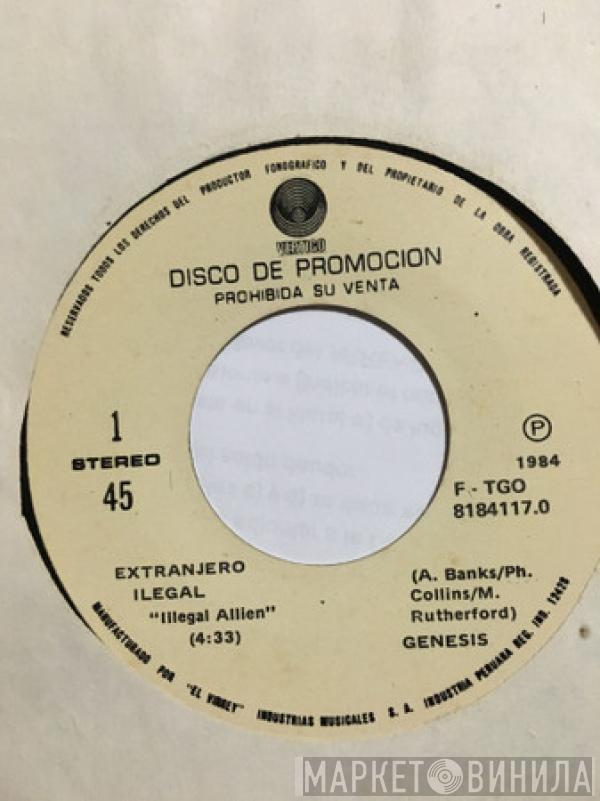 RESERVADOS TODOS LOS DERECHOS DEL PRODUCTOR FONOGRAFICO Y DEL PROPIETARIO DE LA OBRA REGISTRADA
VERTIGO
DISCO DE PROMOCION
PROHIBIDA SU VENTA
1
STEREO
45
P
1984
F - TGO
8184117.0
EXTRANJERO
ILEGAL
"Illegal Allien"
(4:33)
(A. Banks/Ph.
Collins/M.
Rutherford)
GENESIS
MANUFACTURADO POR "EL VIRREY" INDUSTRIAS MUSICALES S. A. INDUSTRIA PERUANA REG. IND. 12428
МАРКЕТ ВИНИЛА